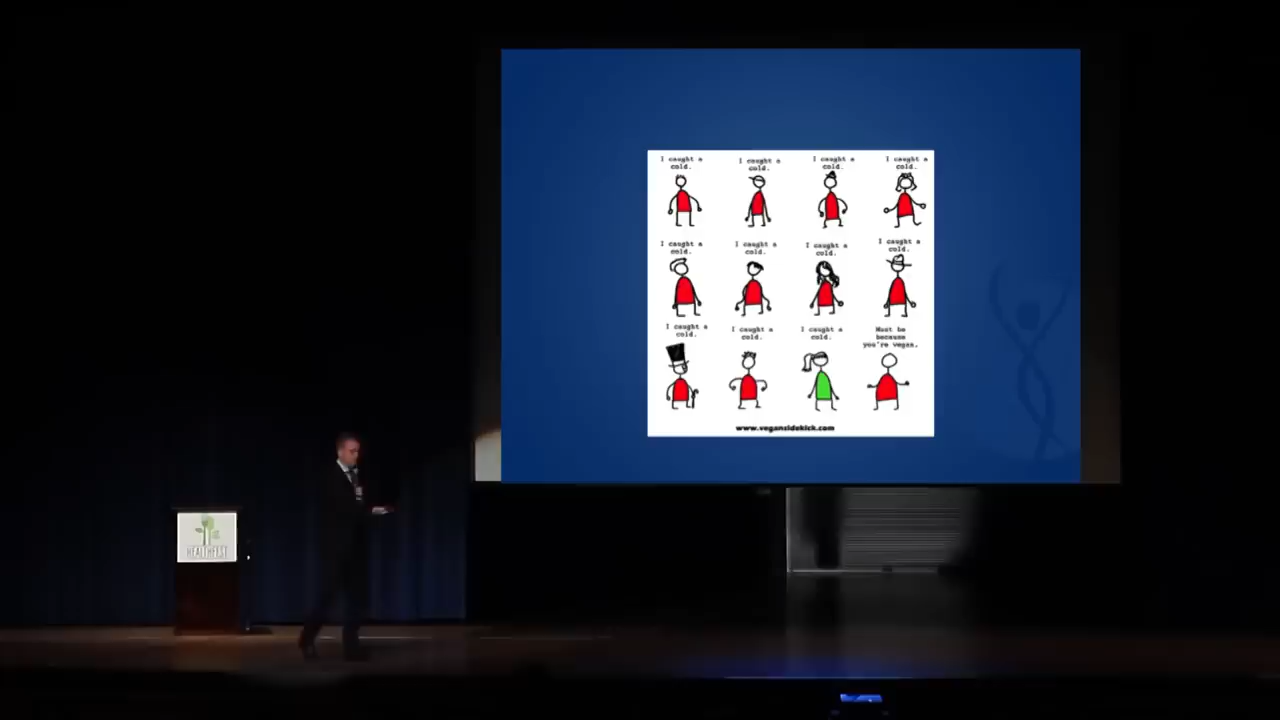 I caught a
cold.
I caught a
cold.
I caught a
cold.
I caught a
cold.
I caught a
cold.
I caught a
cold.
I caught a
cold.
I caught a
cold.
I caught a
cold.
I caught a
cold.
I caught a
cold.
Must be
because
you're vegan.
www.vegansidekick.com
HEALTHFEST